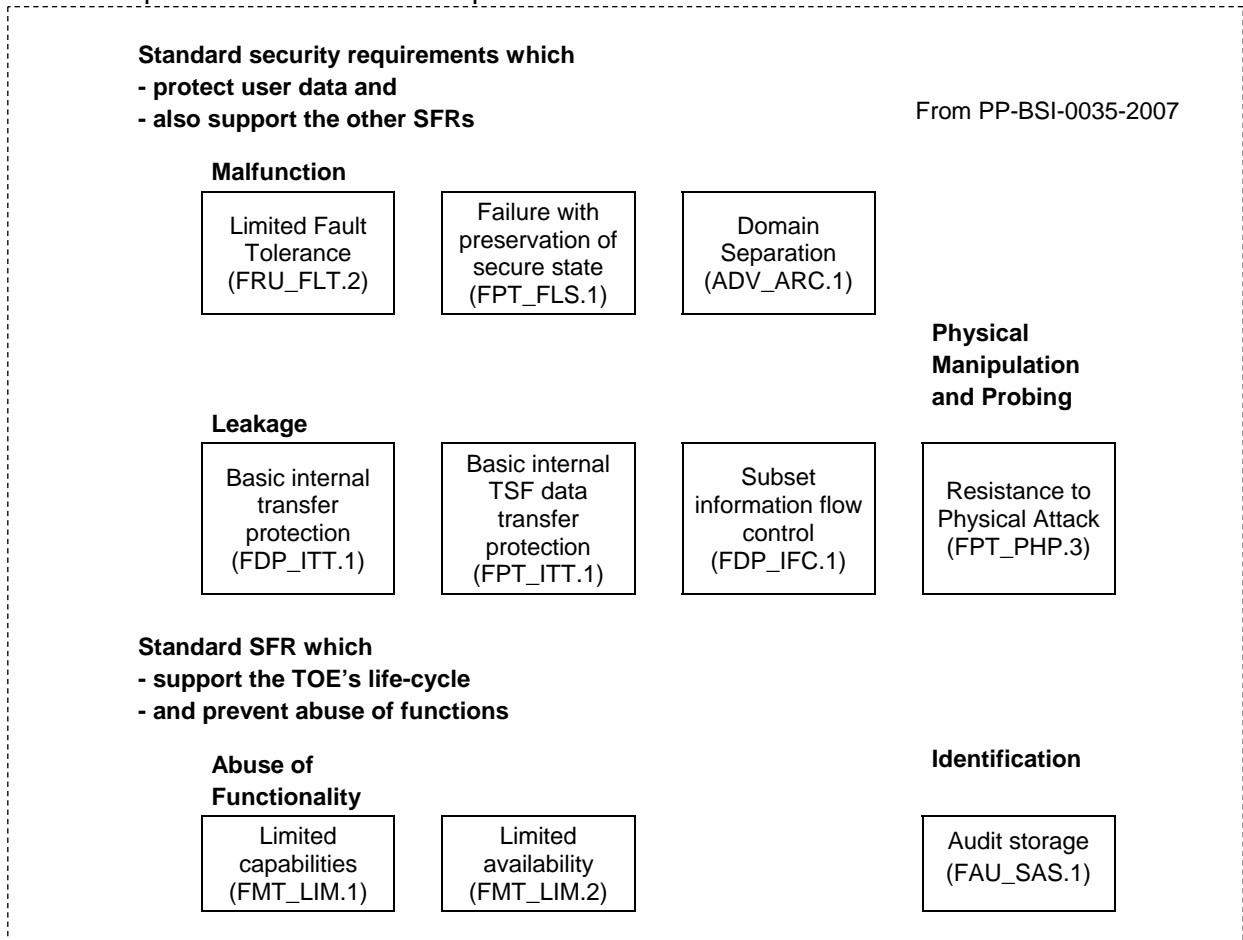 Standard security requirements which
- protect user data and
- also support the other SFRs
From PP-BSI-0035-2007
Malfunction
Limited Fault
Tolerance
(FRU_FLT.2)
Failure with
preservation of
secure state
(FPT_FLS.1)
Domain
Separation
(ADV_ARC.1)
Physical
Manipulation
and Probing
Leakage
Basic internal
transfer
protection
(FDP_ITT.1)
Basic internal
TSF data
transfer
protection
(FPT_ITT.1)
Subset
information flow
control
(FDP_IFC.1)
Resistance to
Physical Attack
(FPT_PHP.3)
Standard SFR which
- support the TOE's life-cycle
- and prevent abuse of functions
Abuse of
Functionality
Identification
Limited
capabilities
(FMT_LIM.1)
Limited
availability
(FMT_LIM.2)
Audit storage
(FAU_SAS.1)